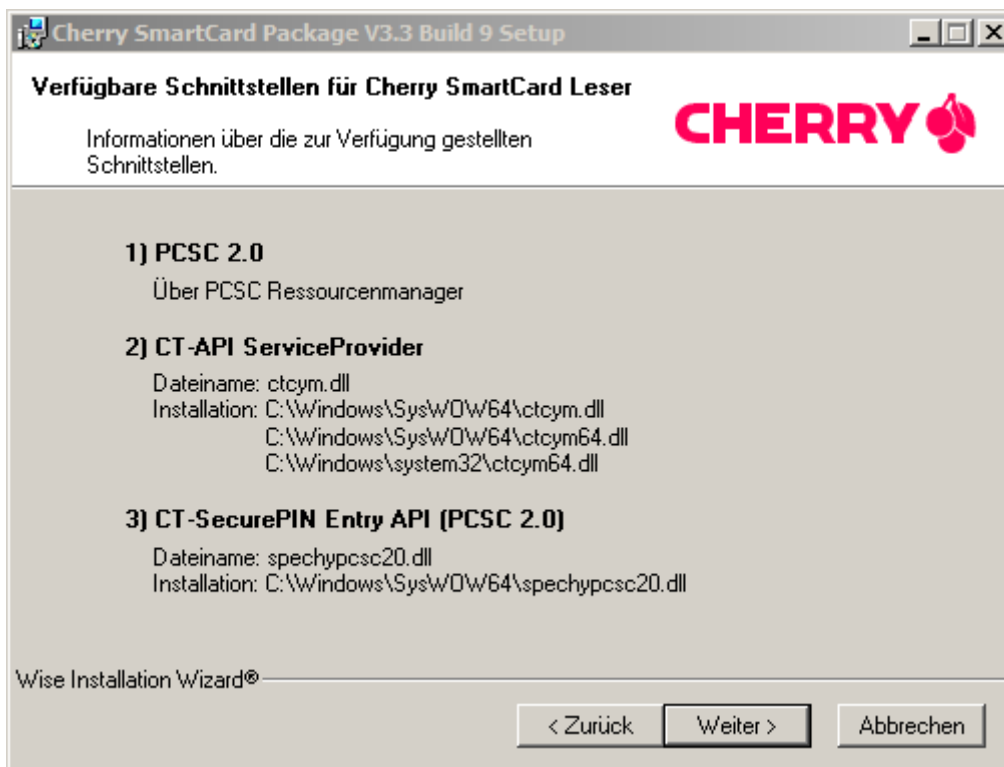 Cherry SmartCard Package V3.3 Build 9 Setup
Verfügbare Schnittstellen für Cherry SmartCard Leser
Informationen über die zur Verfügung gestellten
Schnittstellen.
CHERRY
1) PCSC 2.0
Über PCSC Ressourcenmanager
2) CT-API ServiceProvider
Dateiname: ctcym.dll
Installation: C:\Windows\SysWOW64\ctcym.dll
C:\Windows\SysWOW64\ctcym64.dll
C:\Windows\system32\ctcym64.dll
3) CT-SecurePIN Entry API (PCSC 2.0)
Dateiname: spechypcsc20.dll
Installation: C:\Windows\SysWOW64\spechypcsc20.dll
Wise Installation Wizard®
< Zurück Weiter > Abbrechen